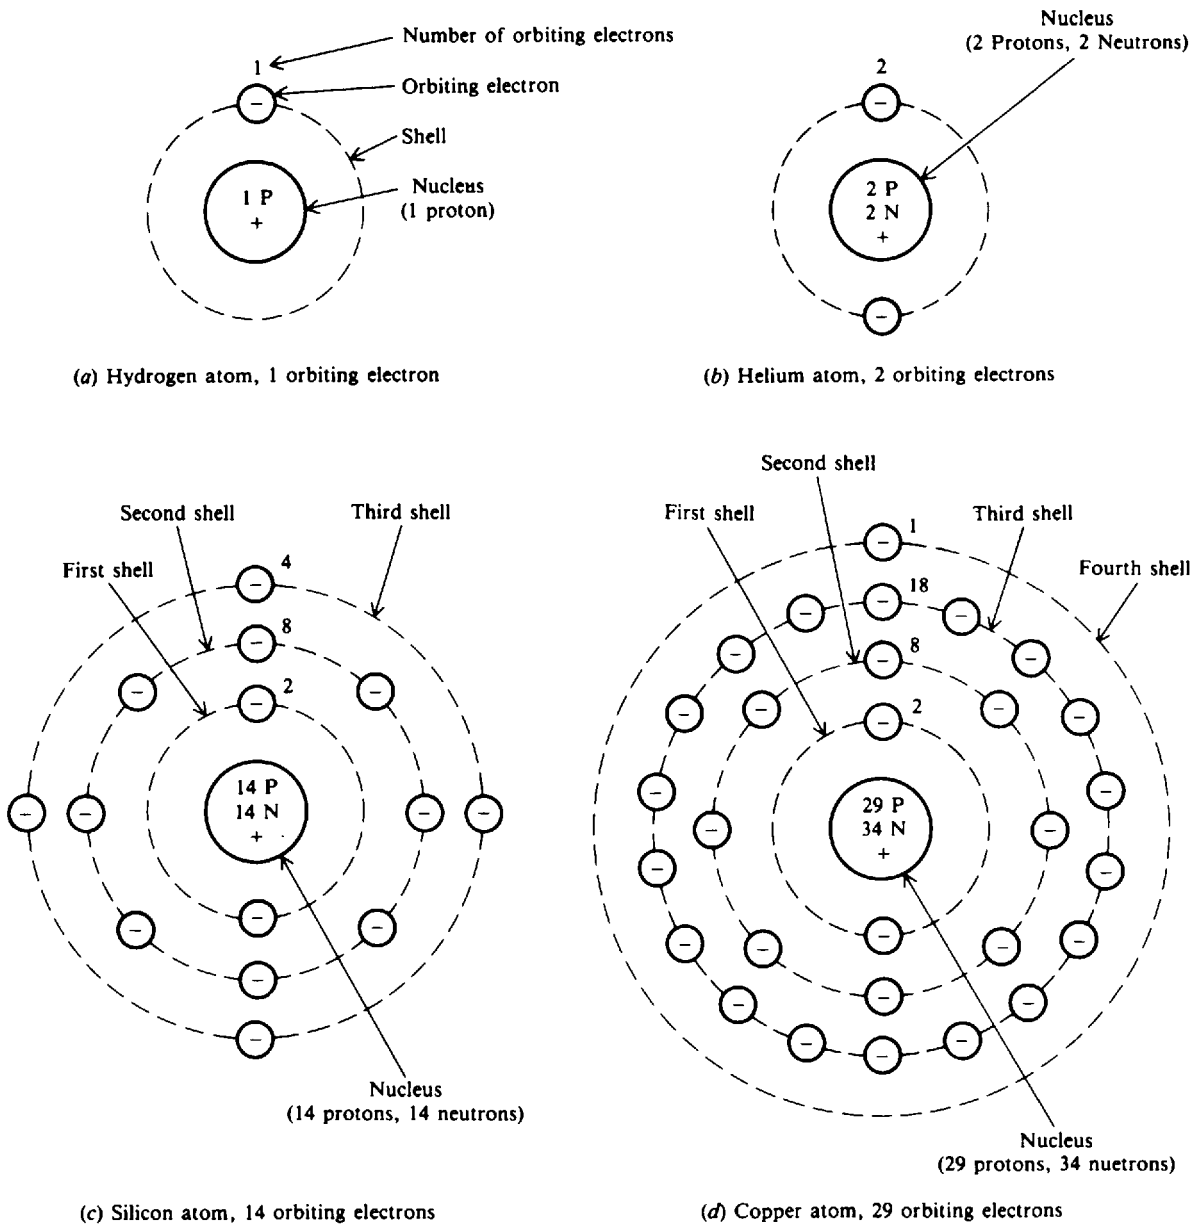 Number of orbiting electrons
1
Orbiting electron
−
Shell
Nucleus
(1 proton)
1 P
+
(a) Hydrogen atom, 1 orbiting electron
Nucleus
(2 Protons, 2 Neutrons)
2
−
2 P
2 N
+
−
(b) Helium atom, 2 orbiting electrons
Second shell
Third shell
First shell
4
−
8
−
− −
2
−
14 P
14 N
+
− − − −
−
− −
−
−
Nucleus
(14 protons, 14 neutrons)
(c) Silicon atom, 14 orbiting electrons
Second shell
First shell
Third shell
Fourth shell
1
−
18
− − −
8
− − −
− − − −
2
−
29 P
34 N
+
− −
− −
− −
−
− − − −
−
− −
− − −
Nucleus
(29 protons, 34 nuetrons)
(d) Copper atom, 29 orbiting electrons